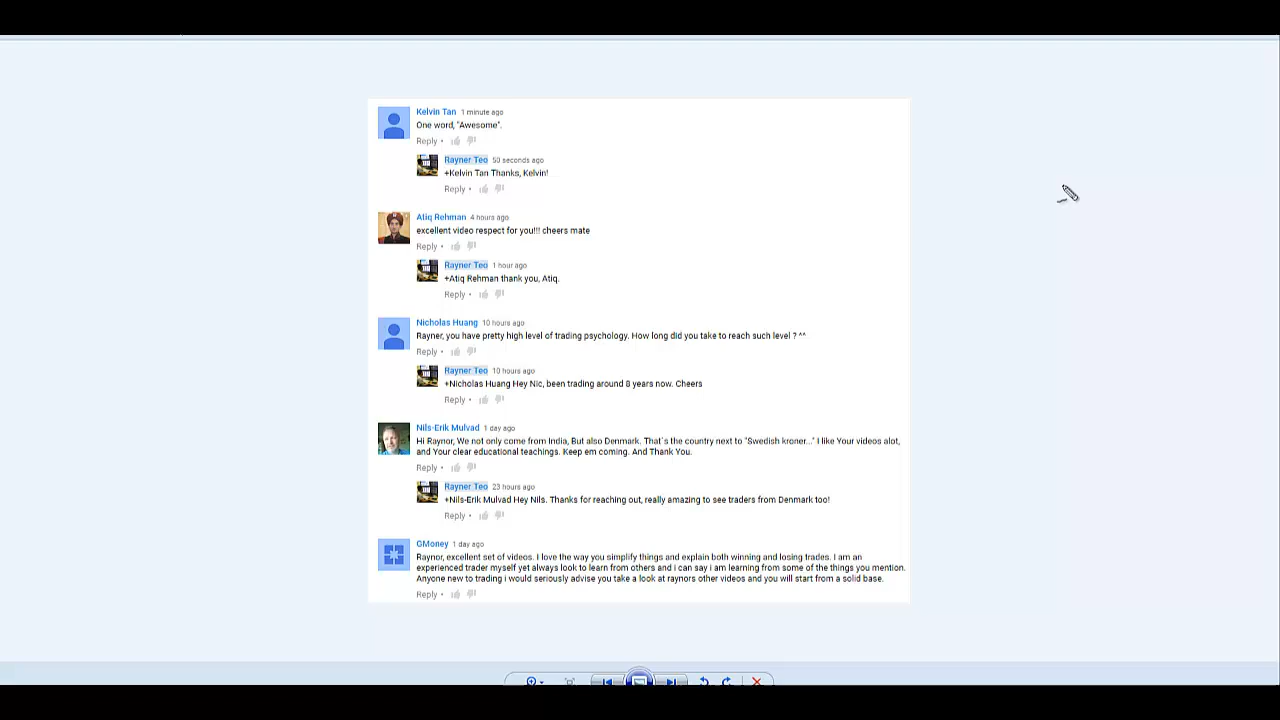 Kelvin Tan 1 minute ago
One word, "Awesome".
Reply •
Rayner Teo 50 seconds ago
+Kelvin Tan Thanks, Kelvin!
Reply •
Atiq Rehman 4 hours ago
excellent video respect for you!!! cheers mate
Reply •
Rayner Teo 1 hour ago
+Atiq Rehman thank you, Atiq.
Reply •
Nicholas Huang 10 hours ago
Rayner, you have pretty high level of trading psychology. How long did you take to reach such level ? ^^
Reply •
Rayner Teo 10 hours ago
+Nicholas Huang Hey Nic, been trading around 8 years now. Cheers
Reply •
Nils-Erik Mulvad 1 day ago
Hi Raynor, We not only come from India, But also Denmark. That`s the country next to "Swedish kroner..." I like Your videos alot,
and Your clear educational teachings. Keep em coming. And Thank You.
Reply •
Rayner Teo 23 hours ago
+Nils-Erik Mulvad Hey Nils. Thanks for reaching out, really amazing to see traders from Denmark too!
Reply •
GMoney 1 day ago
Raynor, excellent set of videos. I love the way you simplify things and explain both winning and losing trades. I am an
experienced trader myself yet always look to learn from others and i can say i am learning from some of the things you mention.
Anyone new to trading i would seriously advise you take a look at raynors other videos and you will start from a solid base.
Reply •